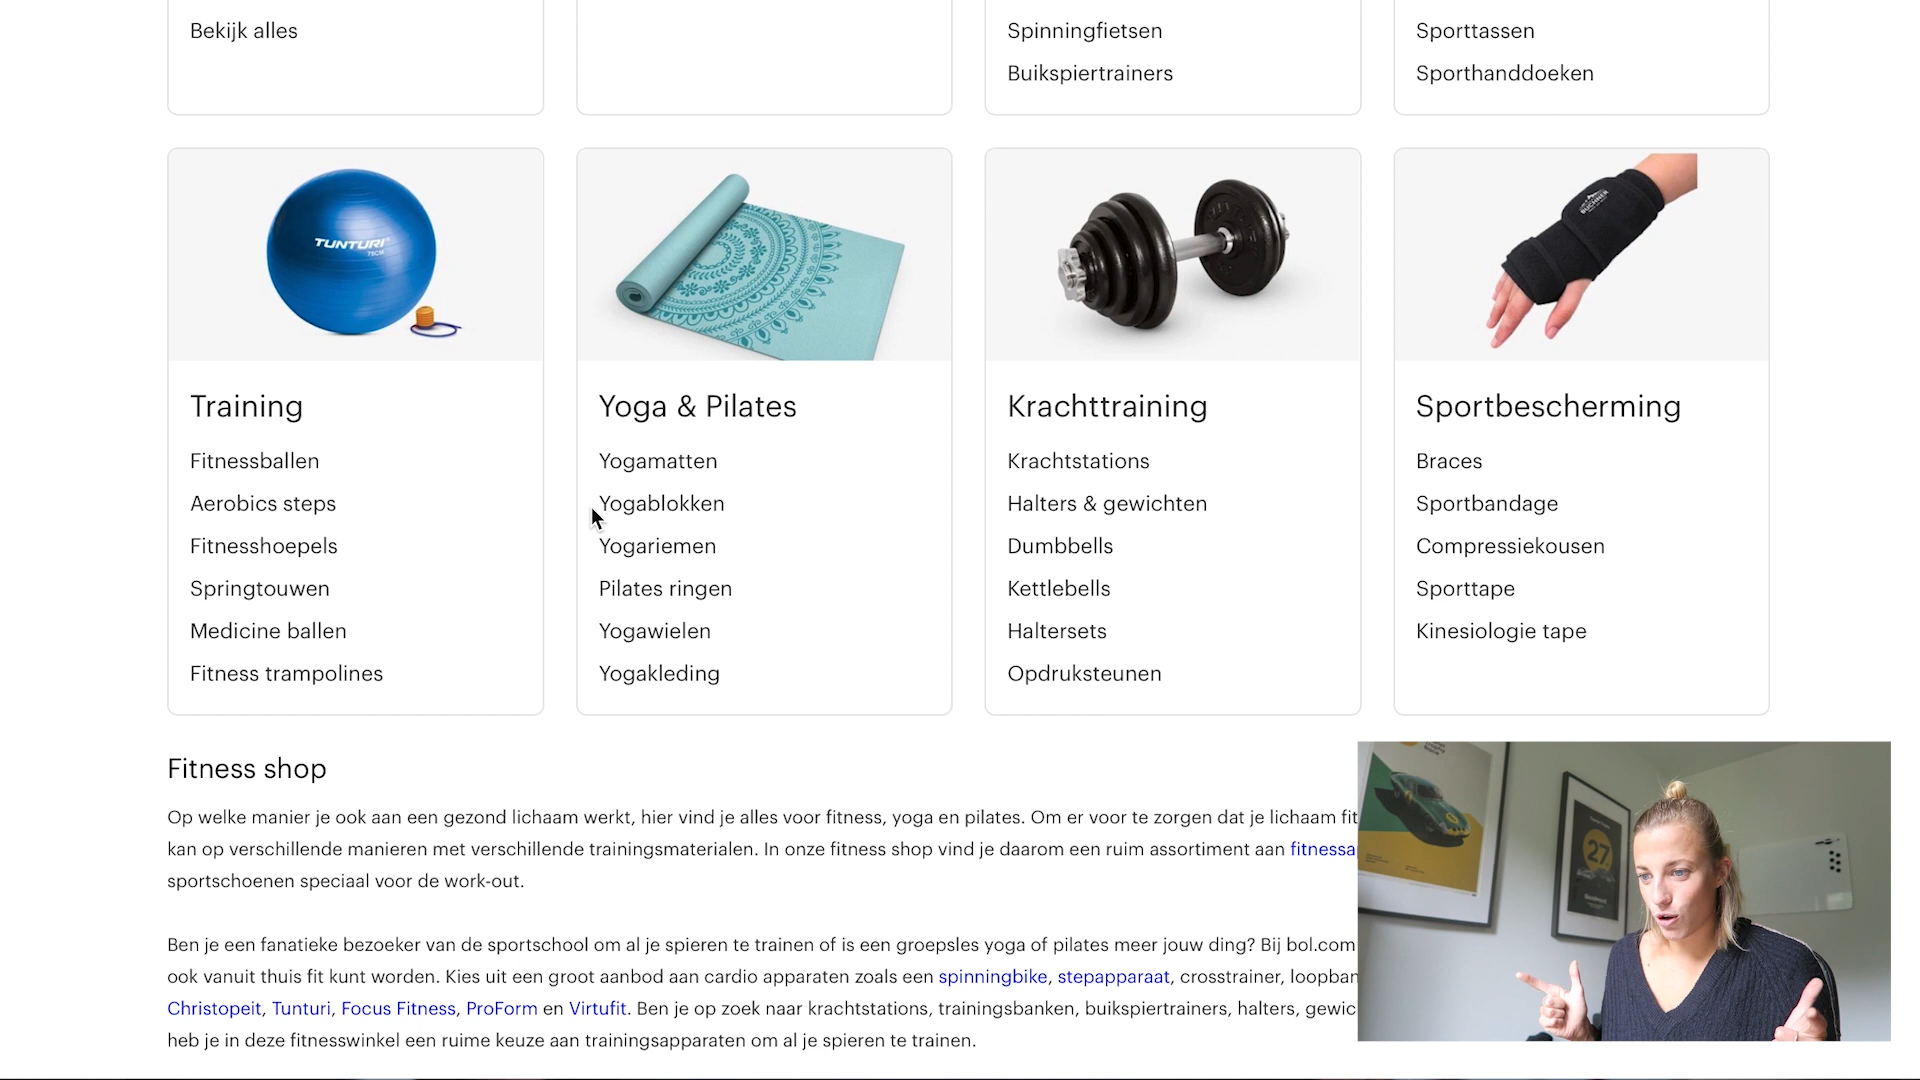 Bekijk alles
Spinningfietsen
Buikspiertrainers
Sporttassen
Sporthanddoeken
TUNTURI
75CM
BUCHNER
Training
Fitnessballen
Aerobics steps
Fitnesshoepels
Springtouwen
Medicine ballen
Fitness trampolines
Yoga & Pilates
Yogamatten
Yogablokken
Yogariemen
Pilates ringen
Yogawielen
Yogakleding
Krachttraining
Krachtstations
Halters & gewichten
Dumbbells
Kettlebells
Haltersets
Opdruksteunen
Sportbescherming
Braces
Sportbandage
Compressiekousen
Sporttape
Kinesiologie tape
Fitness shop
Op welke manier je ook aan een gezond lichaam werkt, hier vind je alles voor fitness, yoga en pilates. Om er voor te zorgen dat je lichaam fit
kan op verschillende manieren met verschillende trainingsmaterialen. In onze fitness shop vind je daarom een ruim assortiment aan fitnessa
sportschoenen speciaal voor de work-out.
Ben je een fanatieke bezoeker van de sportschool om al je spieren te trainen of is een groepsles yoga of pilates meer jouw ding? Bij bol.com
ook vanuit thuis fit kunt worden. Kies uit een groot aanbod aan cardio apparaten zoals een spinningbike, stepapparaat, crosstrainer, loopban
Christopeit, Tunturi, Focus Fitness, ProForm en Virtufit. Ben je op zoek naar krachtstations, trainingsbanken, buikspiertrainers, halters, gewic
heb je in deze fitnesswinkel een ruime keuze aan trainingsapparaten om al je spieren te trainen.
27